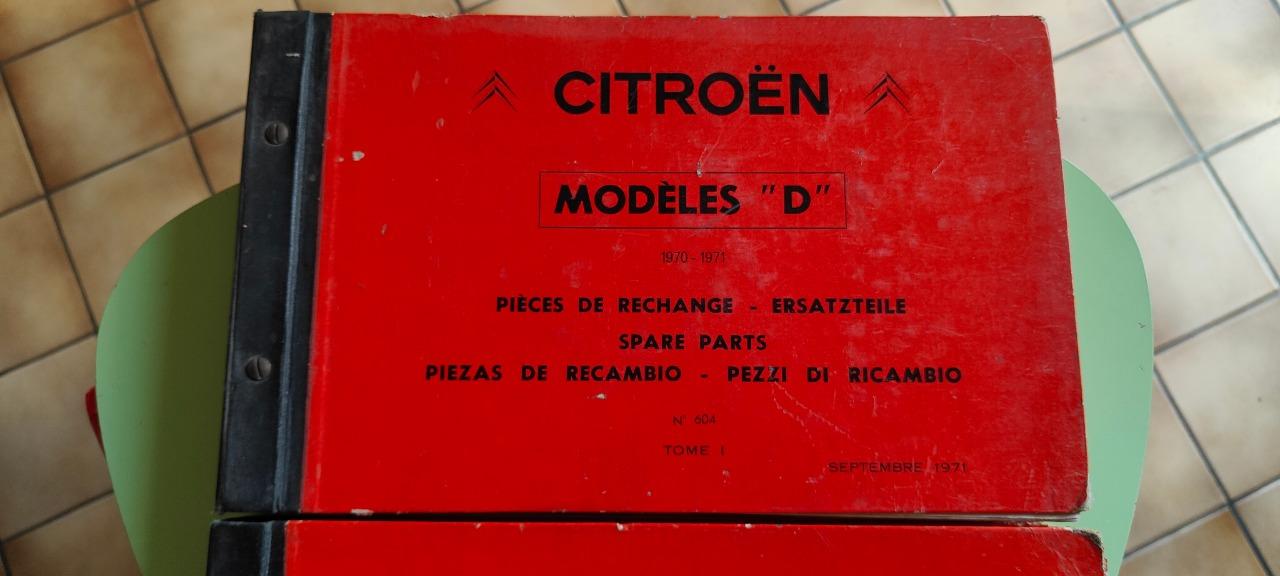 CITROËN
MODÈLES "D"
1970-1971
PIÈCES DE RECHANGE - ERSATZTEILE
SPARE PARTS
PIEZAS DE RECAMBIO - PEZZI DI RICAMBIO
N° 604
TOME I
SEPTEMBRE 1971